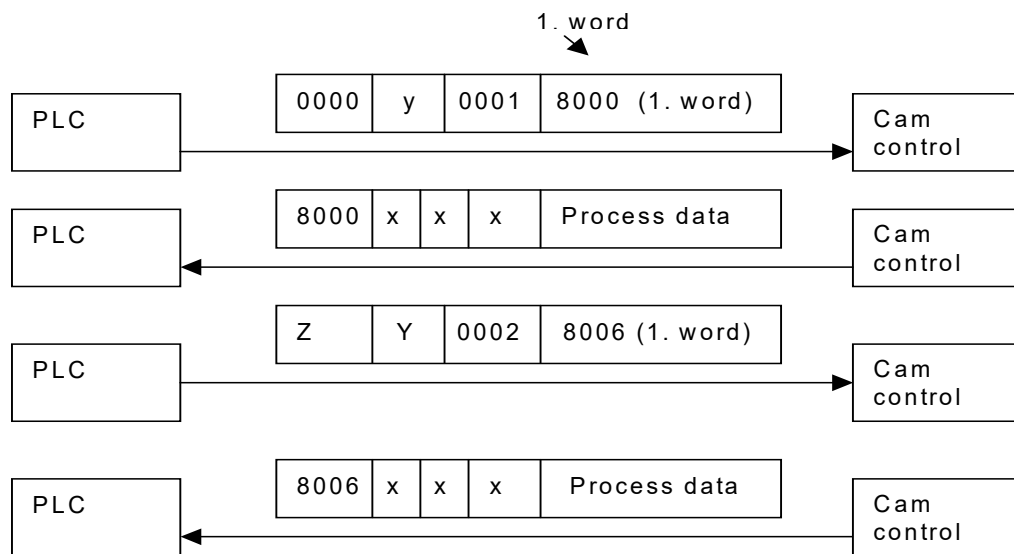 1. word
0000 y 0001 8000 (1. word)
PLC
Cam
control
8000 x x x Process data
PLC
Cam
control
Z Y 0002 8006 (1. word)
PLC
Cam
control
8006 x x x Process data
PLC
Cam
control